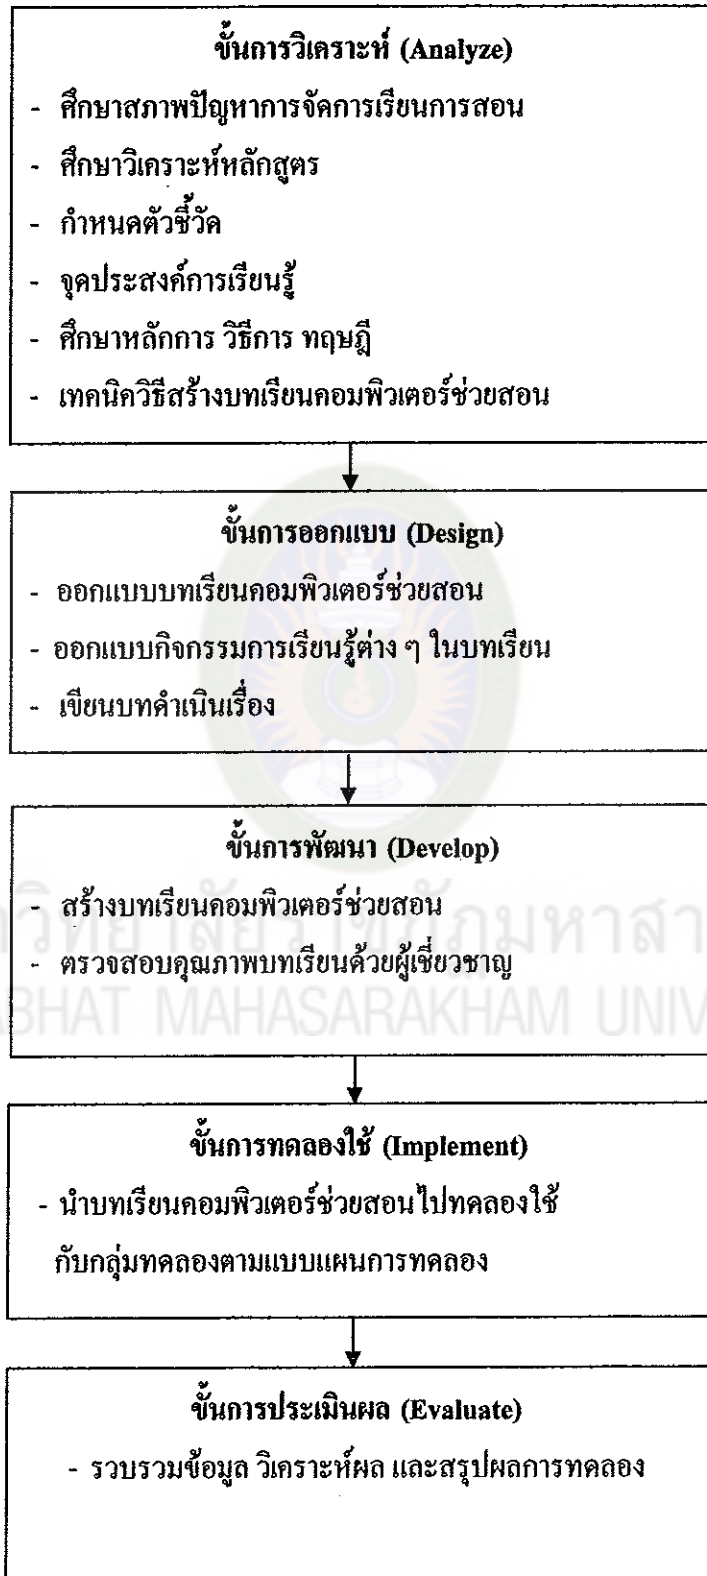 ขั้นการวิเคราะห์ (Analyze)
- ศึกษาสภาพปัญหาการจัดการเรียนการสอน
- ศึกษาวิเคราะห์หลักสูตร
- กำหนดตัวชี้วัด
- จุดประสงค์การเรียนรู้
- ศึกษาหลักการ วิธีการ ทฤษฎี
- เทคนิควิธีสร้างบทเรียนคอมพิวเตอร์ช่วยสอน
ขั้นการออกแบบ (Design)
- ออกแบบบทเรียนคอมพิวเตอร์ช่วยสอน
- ออกแบบกิจกรรมการเรียนรู้ต่าง ๆ ในบทเรียน
- เขียนบทดำเนินเรื่อง
ขั้นการพัฒนา (Develop)
- สร้างบทเรียนคอมพิวเตอร์ช่วยสอน
- ตรวจสอบคุณภาพบทเรียนด้วยผู้เชี่ยวชาญ
MAHASARAKHAM
ขั้นการทดลองใช้ (Implement)
- นำบทเรียนคอมพิวเตอร์ช่วยสอนไปทดลองใช้
กับกลุ่มทดลองตามแบบแผนการทดลอง
ขั้นการประเมินผล (Evaluate)
- รวบรวมข้อมูล วิเคราะห์ผล และสรุปผลการทดลอง